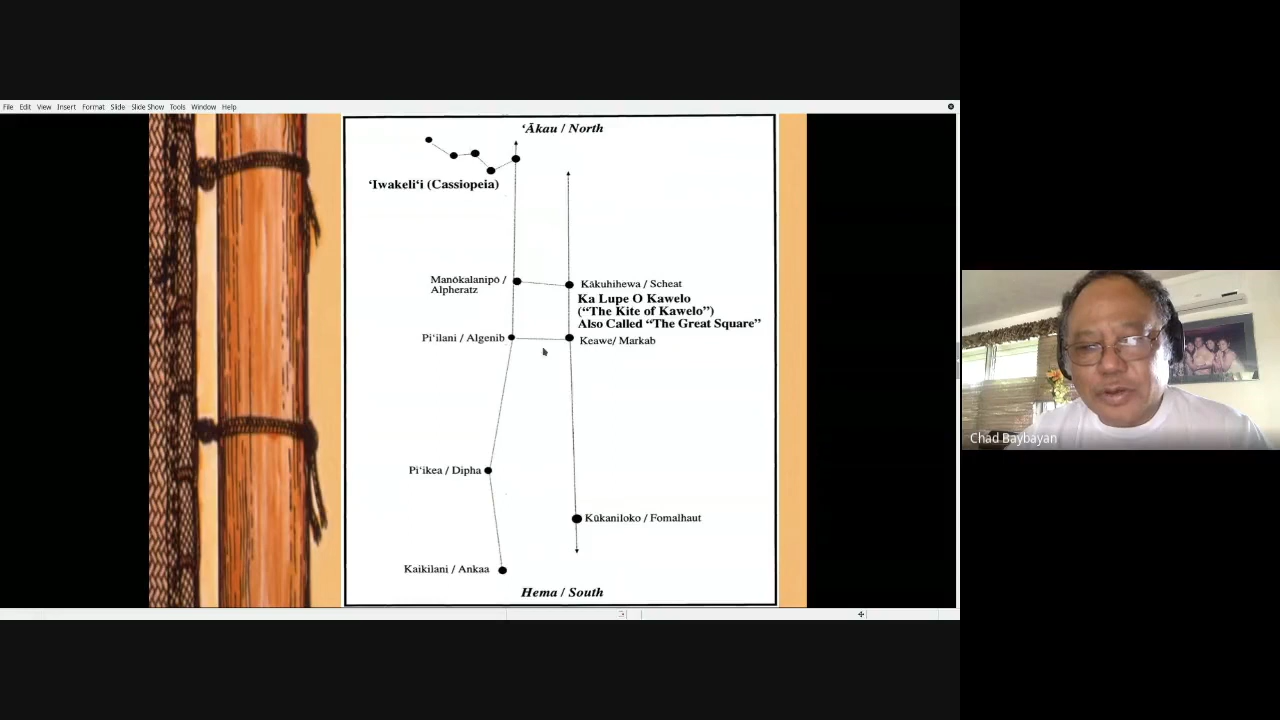 File Edit View Insert Format Slide Slide Show Tools Window Help
ʻĀkau / North
ʻIwakeliʻi (Cassiopeia)
Manōkalanipō /
Alpheratz
Kākuhihewa / Scheat
Ka Lupe O Kawelo
("The Kite of Kawelo")
Also Called "The Great Square"
Piʻilani / Algenib
Keawe/ Markab
Piʻikea / Dipha
Kūkaniloko / Fomalhaut
Kaikilani / Ankaa
Hema / South
Chad Baybayan